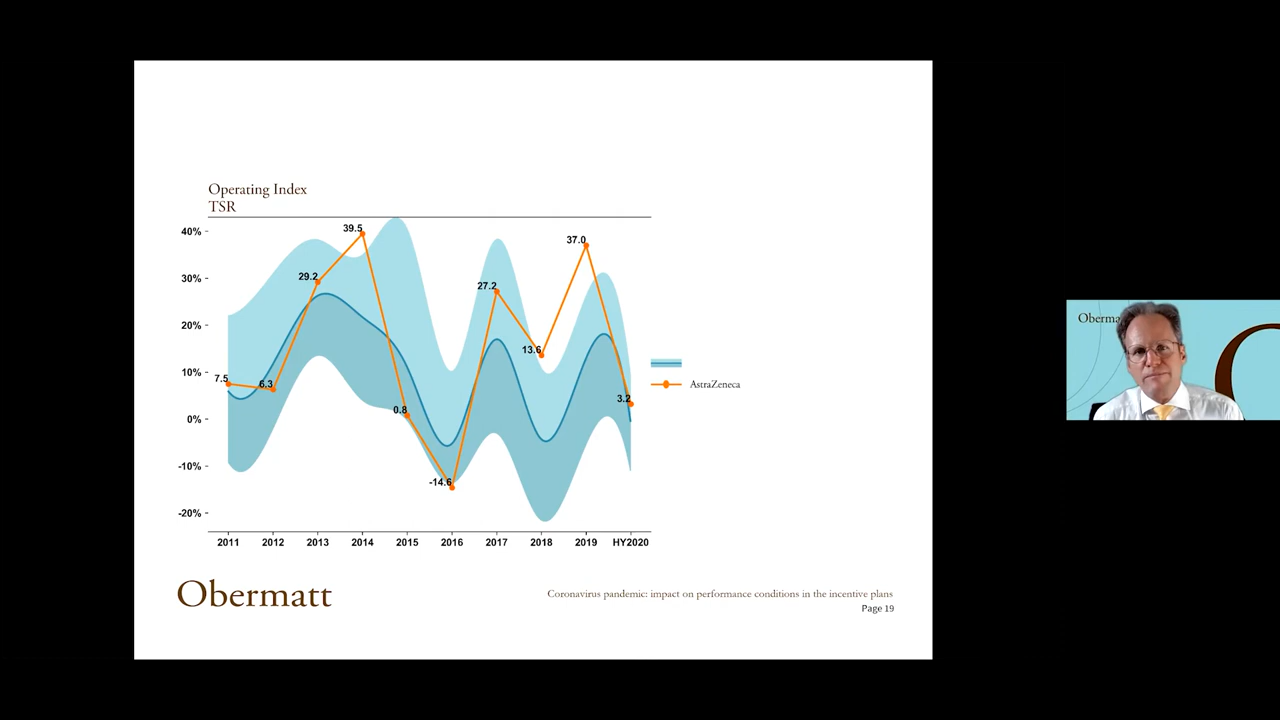 Operating Index
TSR
40%
30%
20%
10%
0%
-10%
-20%
7.5
6.3
29.2
39.5
0.8
-14.6
27.2
13.6
37.0
3.2
AstraZeneca
2011 2012 2013 2014 2015 2016 2017 2018 2019 HY2020
Obermatt
Coronavirus pandemic: impact on performance conditions in the incentive plans
Page 19
Oberma